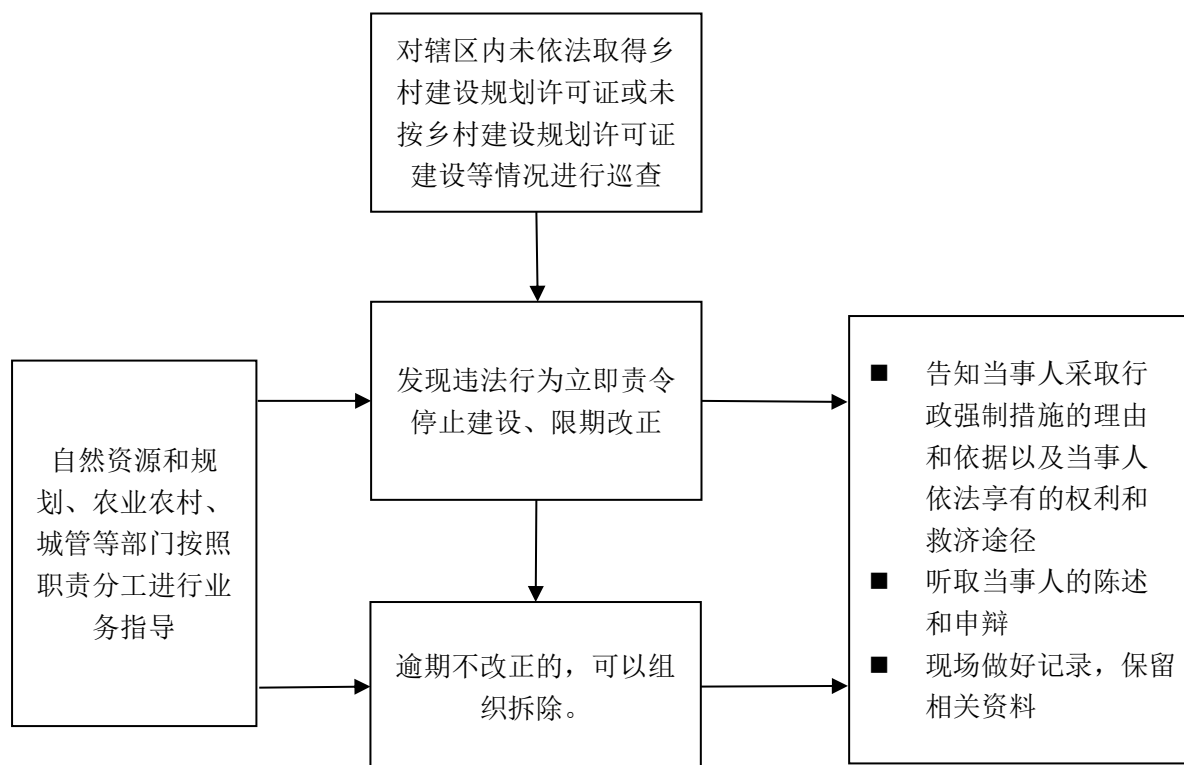 对辖区内未依法取得乡
村建设规划许可证或未
按乡村建设规划许可证
建设等情况进行巡查
发现违法行为立即责令
停止建设、限期改正
自然资源和规
划、农业农村、
城管等部门按照
职责分工进行业
务指导
逾期不改正的，可以组
织拆除。
■ 告知当事人采取行
政强制措施的理由
和依据以及当事人
依法享有的权利和
救济途径
■ 听取当事人的陈述
和申辩
■ 现场做好记录，保留
相关资料